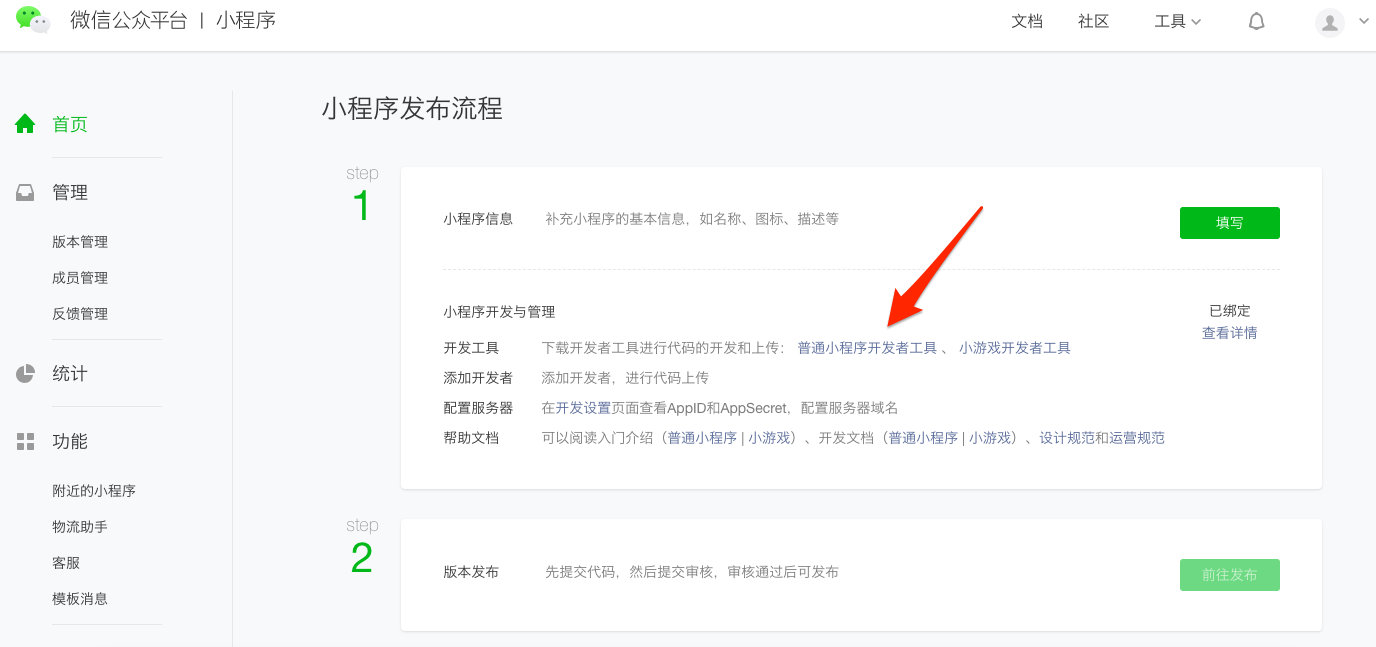 微信公众平台 | 小程序
文档 社区 工具
首页
管理
版本管理
成员管理
反馈管理
统计
功能
附近的小程序
物流助手
客服
模板消息
小程序发布流程
step
1
小程序信息 补充小程序的基本信息，如名称、图标、描述等
填写
小程序开发与管理
已绑定
查看详情
开发工具 下载开发者工具进行代码的开发和上传： 普通小程序开发者工具 、 小游戏开发者工具
添加开发者 添加开发者，进行代码上传
配置服务器 在开发设置页面查看AppID和AppSecret，配置服务器域名
帮助文档 可以阅读入门介绍（普通小程序 | 小游戏）、开发文档（普通小程序 | 小游戏）、设计规范和运营规范
step
2
版本发布 先提交代码，然后提交审核，审核通过后可发布
前往发布